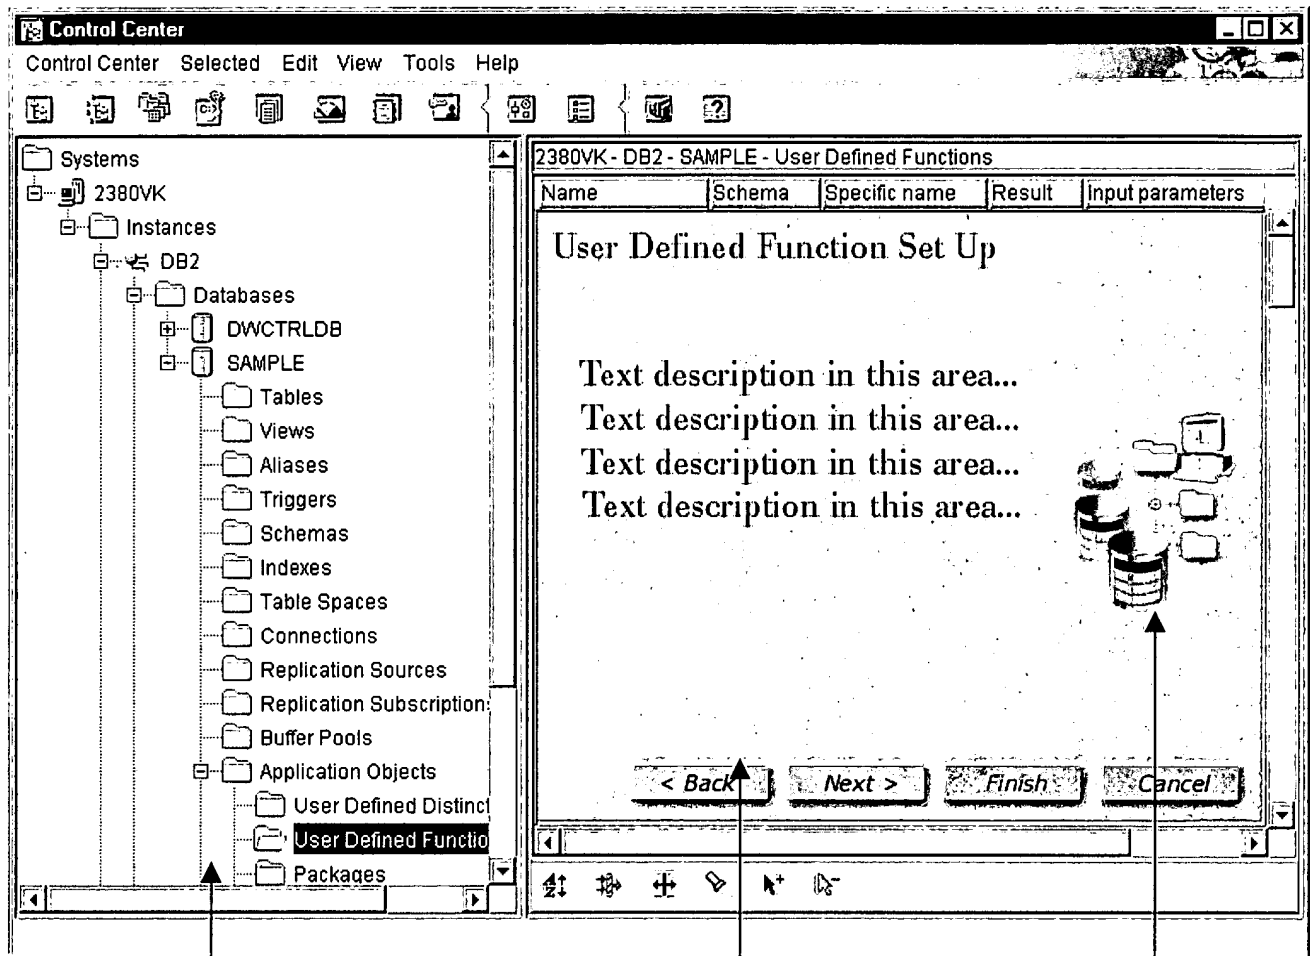 Control Center
Control Center Selected Edit View Tools Help
Systems
2380VK
Instances
DB2
Databases
DWCTRLDB
SAMPLE
Tables
Views
Aliases
Triggers
Schemas
Indexes
Table Spaces
Connections
Replication Sources
Replication Subscription
Buffer Pools
Application Objects
User Defined Distinct
User Defined Functio
Packages
2380VK - DB2 - SAMPLE - User Defined Functions
Name Schema Specific name Result Input parameters
User Defined Function Set Up
Text description in this area...
Text description in this area...
Text description in this area...
Text description in this area...
< Back Next > Finish Cancel